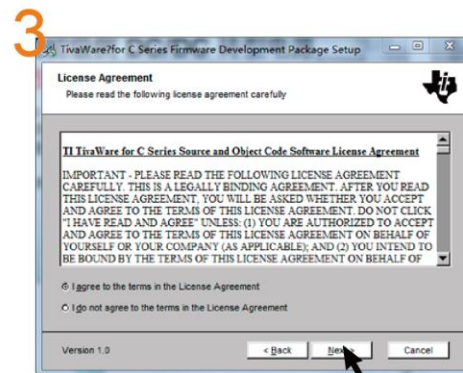 3
TivaWare?for C Series Firmware Development Package Setup
License Agreement
Please read the following license agreement carefully
TI TivaWare for C Series Source and Object Code Software License Agreement
IMPORTANT - PLEASE READ THE FOLLOWING LICENSE AGREEMENT
CAREFULLY. THIS IS A LEGALLY BINDING AGREEMENT. AFTER YOU READ
THIS LICENSE AGREEMENT, YOU WILL BE ASKED WHETHER YOU ACCEPT
AND AGREE TO THE TERMS OF THIS LICENSE AGREEMENT. DO NOT CLICK
"I HAVE READ AND AGREE" UNLESS: (1) YOU ARE AUTHORIZED TO ACCEPT
AND AGREE TO THE TERMS OF THIS LICENSE AGREEMENT ON BEHALF OF
YOURSELF OR YOUR COMPANY (AS APPLICABLE); AND (2) YOU INTEND TO
BE BOUND BY THE TERMS OF THIS LICENSE AGREEMENT ON BEHALF OF
I agree to the terms in the License Agreement
I do not agree to the terms in the License Agreement
Version 1.0
< Back
Next >
Cancel